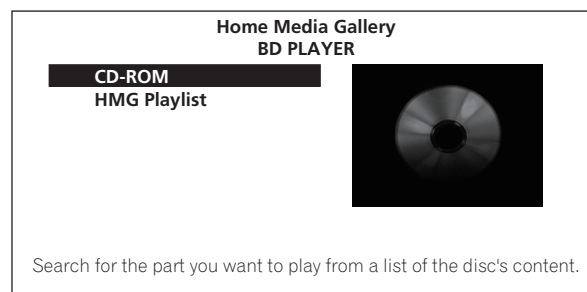 Home Media Gallery
BD PLAYER
CD-ROM
HMG Playlist
Search for the part you want to play from a list of the disc's content.